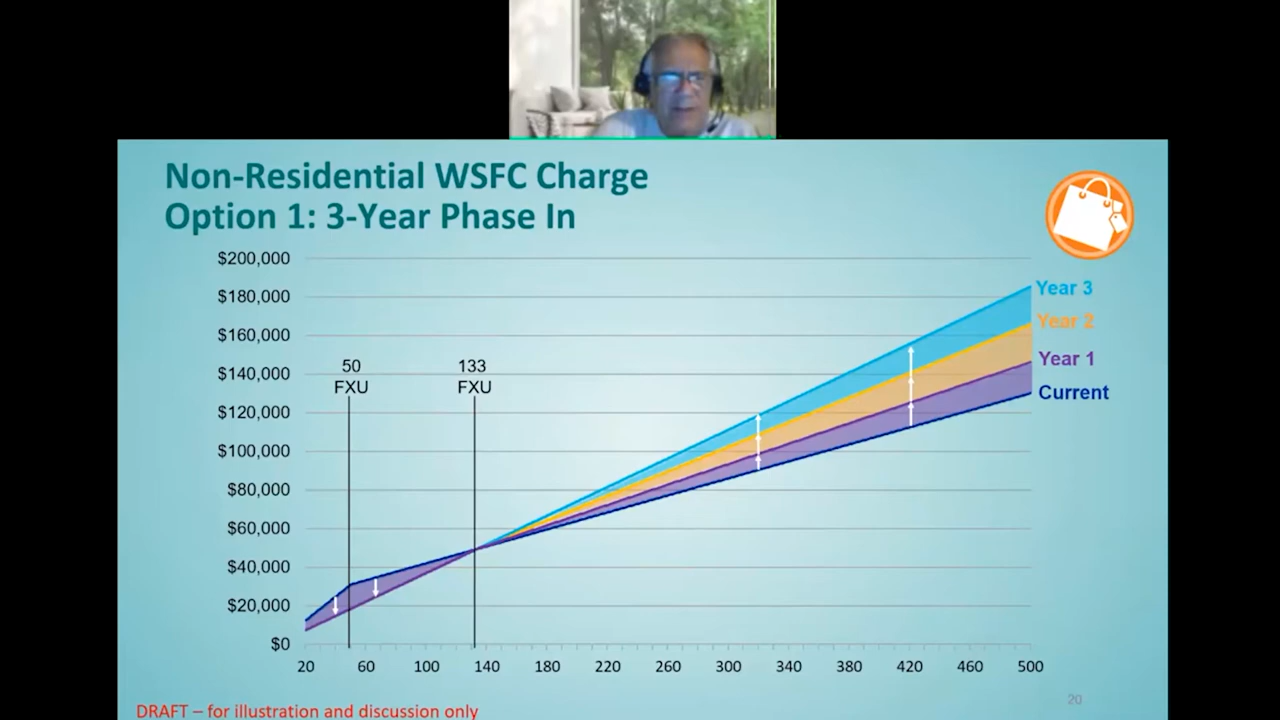 Non-Residential WSFC Charge
Option 1: 3-Year Phase In
$200,000
$180,000
$160,000
$140,000
$120,000
$100,000
$80,000
$60,000
$40,000
$20,000
$0
50
FXU
133
FXU
Year 3
Year 2
Year 1
Current
20 60 100 140 180 220 260 300 340 380 420 460 500
20
DRAFT – for illustration and discussion only